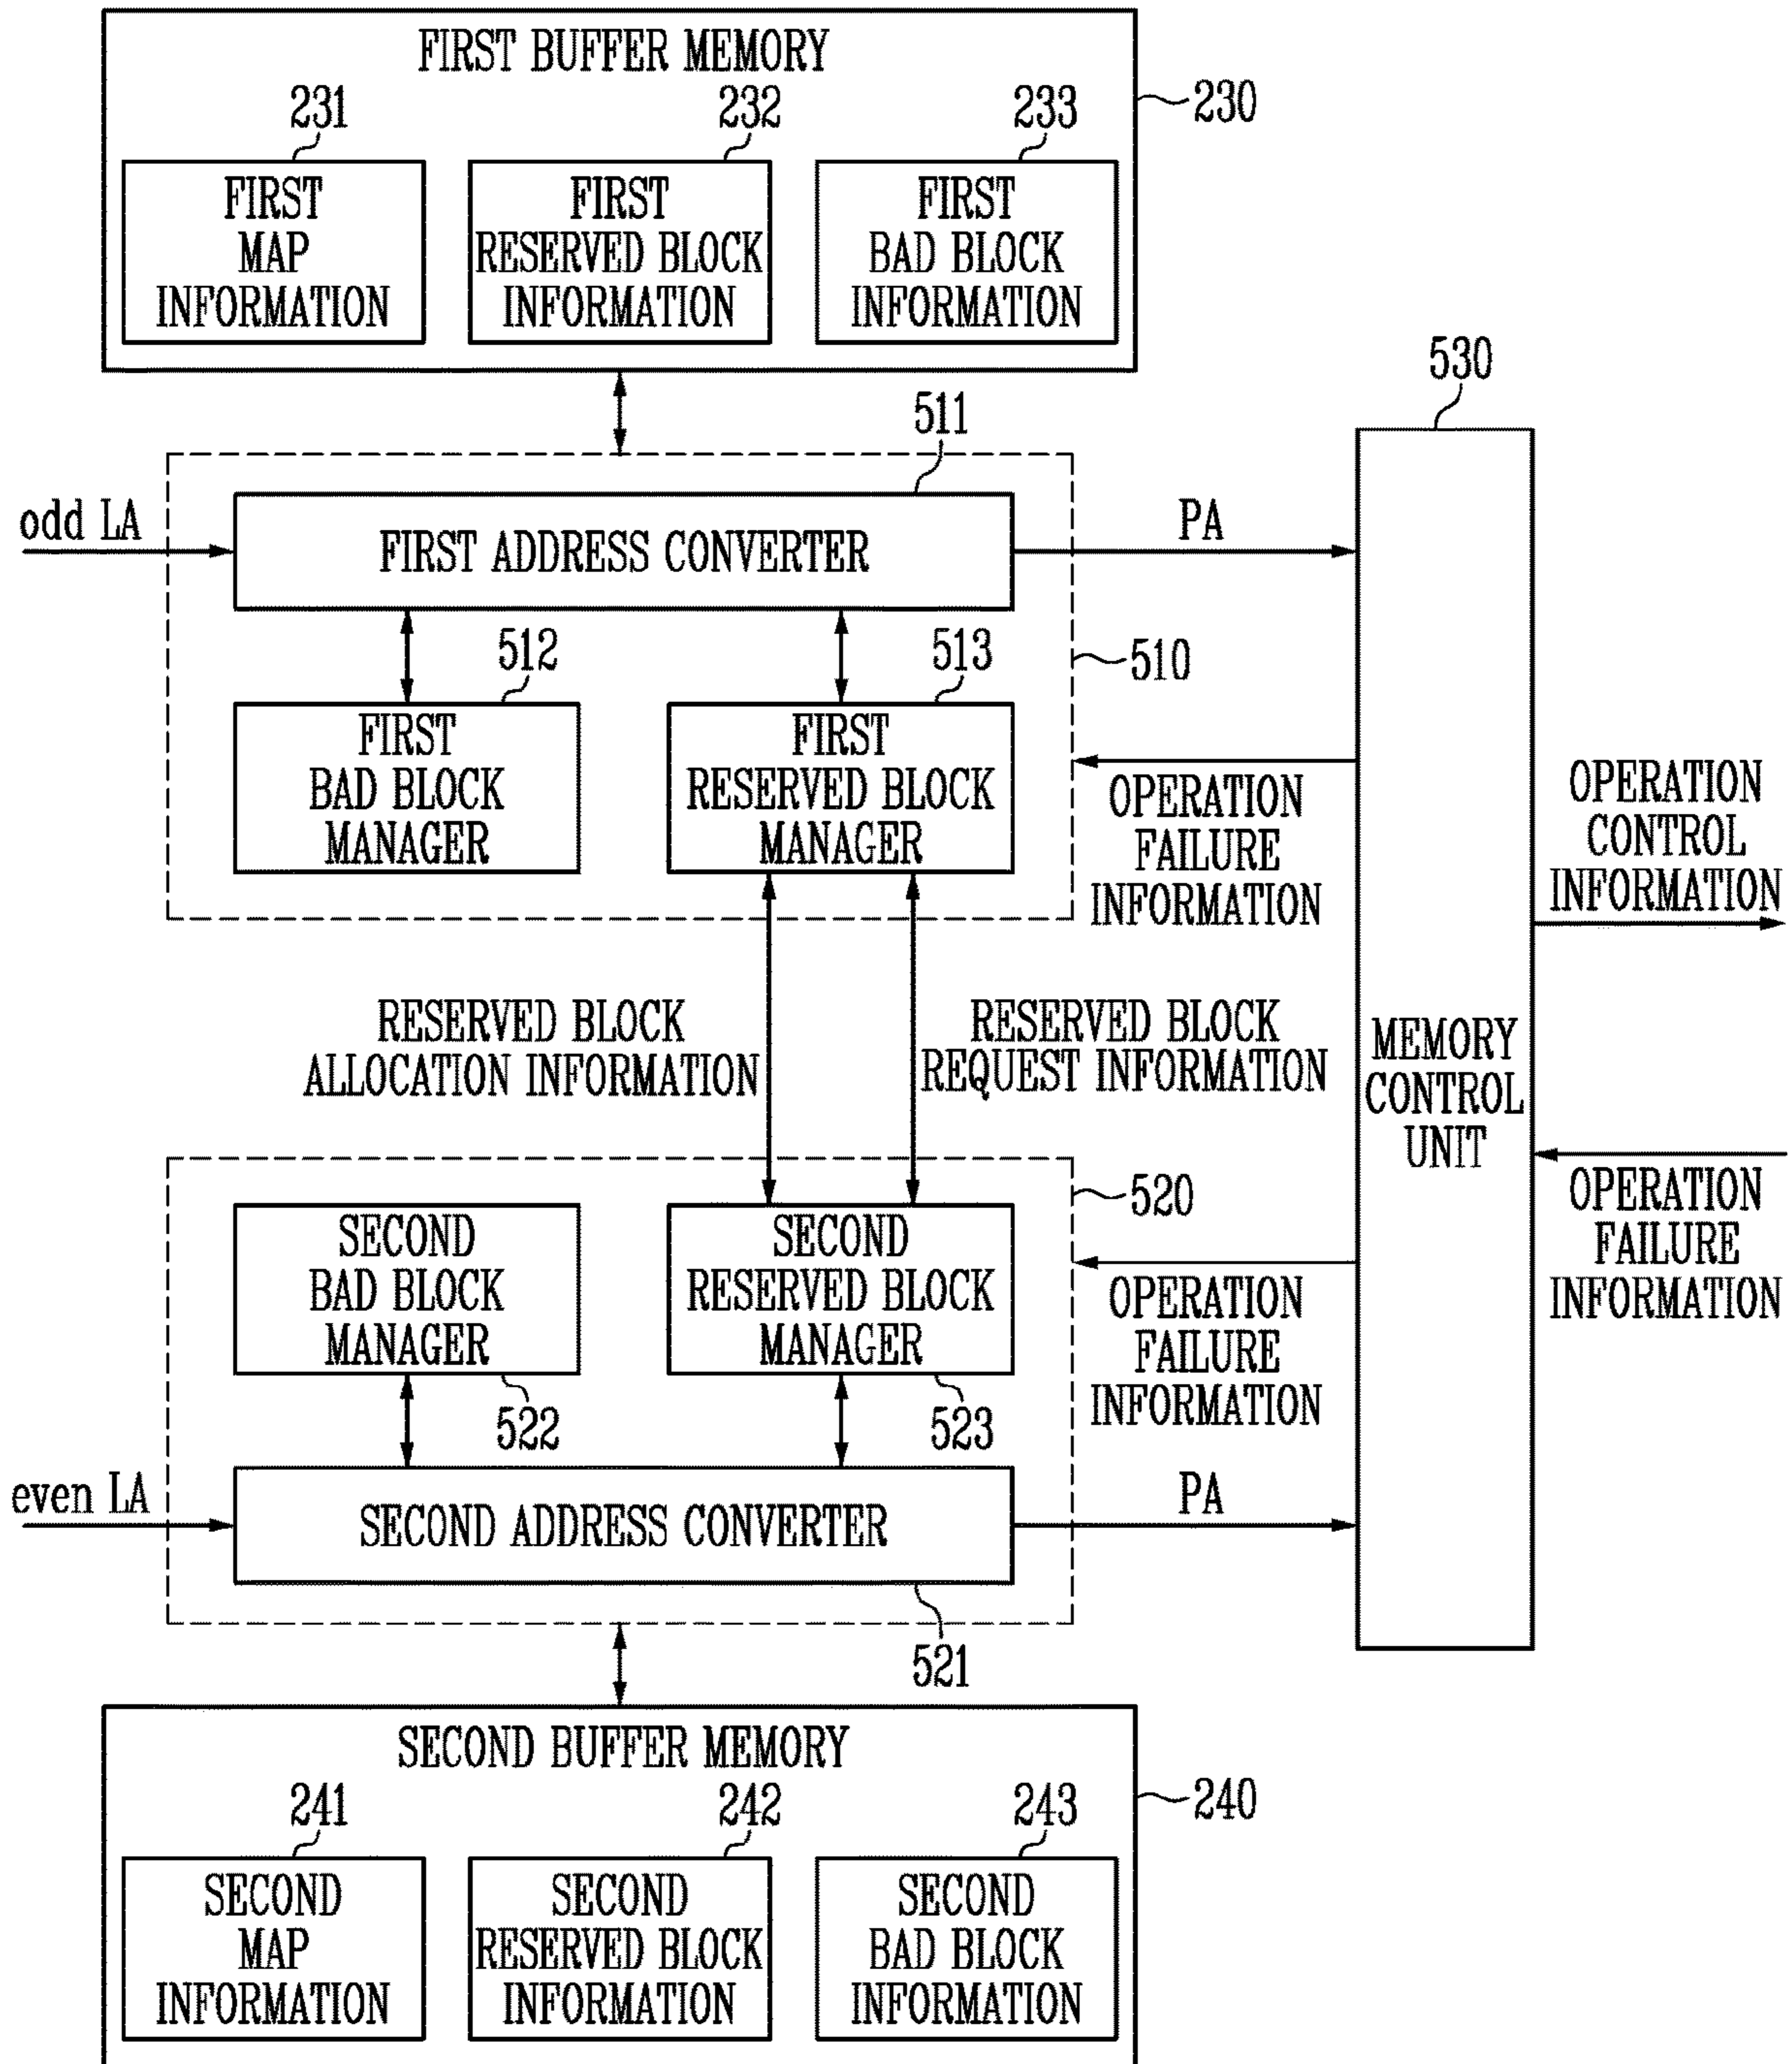 FIRST BUFFER MEMORY
230
231
232
233
FIRST
MAP
INFORMATION
FIRST
RESERVED BLOCK
INFORMATION
FIRST
BAD BLOCK
INFORMATION
530
511
odd LA
FIRST ADDRESS CONVERTER
PA
512
513
510
FIRST
BAD BLOCK
MANAGER
FIRST
RESERVED BLOCK
MANAGER
OPERATION
FAILURE
INFORMATION
OPERATION
CONTROL
INFORMATION
RESERVED BLOCK
ALLOCATION INFORMATION
RESERVED BLOCK
REQUEST INFORMATION
MEMORY
CONTROL
UNIT
520
SECOND
BAD BLOCK
MANAGER
SECOND
RESERVED BLOCK
MANAGER
OPERATION
FAILURE
INFORMATION
OPERATION
FAILURE
INFORMATION
522
523
even LA
SECOND ADDRESS CONVERTER
PA
521
SECOND BUFFER MEMORY
240
241
242
243
SECOND
MAP
INFORMATION
SECOND
RESERVED BLOCK
INFORMATION
SECOND
BAD BLOCK
INFORMATION